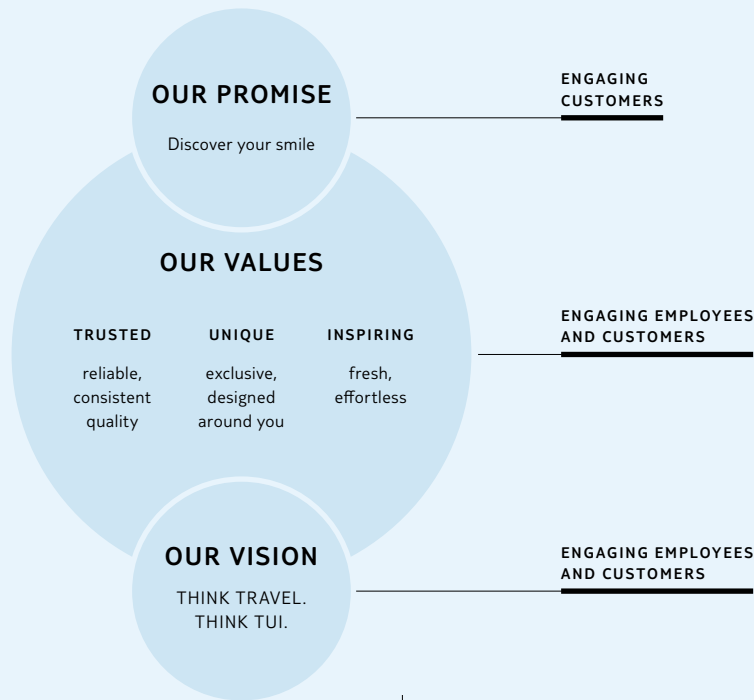 OUR PROMISE
Discover your smile
ENGAGING
CUSTOMERS
OUR VALUES
TRUSTED
reliable,
consistent
quality
UNIQUE
exclusive,
designed
around you
INSPIRING
fresh,
effortless
ENGAGING EMPLOYEES
AND CUSTOMERS
OUR VISION
THINK TRAVEL.
THINK TUI.
ENGAGING EMPLOYEES
AND CUSTOMERS